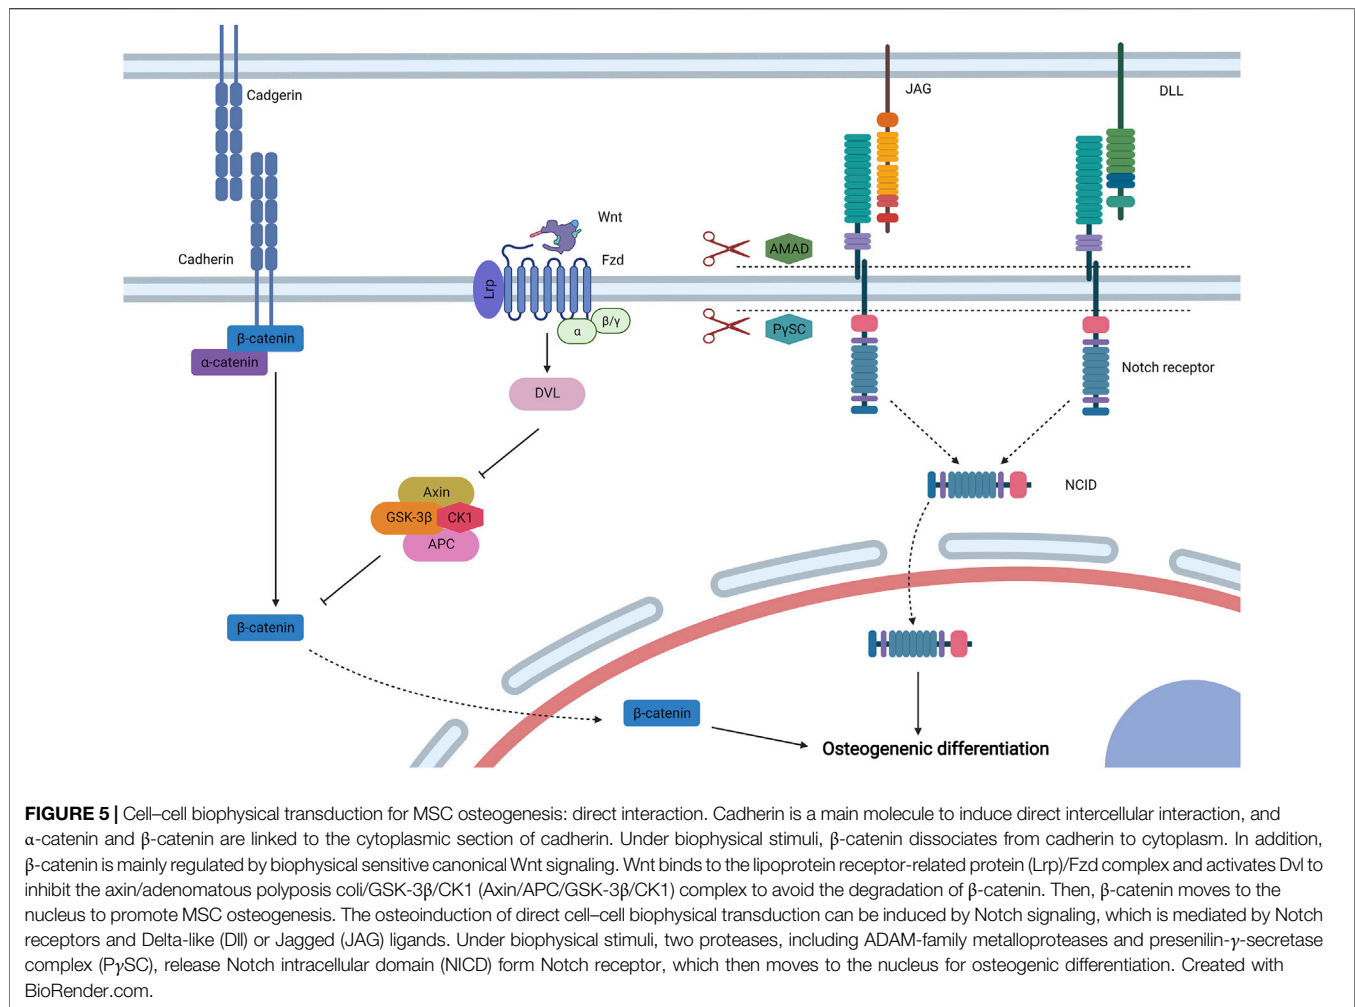 Cadgerin
JAG
DLL
Wnt
AMAD
Cadherin
Fzd
Lrp
β/γ
α
PγSC
β-catenin
α-catenin
Notch receptor
DVL
Axin
NCID
GSK-3β
CK1
APC
β-catenin
β-catenin
Osteogenenic differentiation
FIGURE 5 | Cell–cell biophysical transduction for MSC osteogenesis: direct interaction. Cadherin is a main molecule to induce direct intercellular interaction, and
α-catenin and β-catenin are linked to the cytoplasmic section of cadherin. Under biophysical stimuli, β-catenin dissociates from cadherin to cytoplasm. In addition,
β-catenin is mainly regulated by biophysical sensitive canonical Wnt signaling. Wnt binds to the lipoprotein receptor-related protein (Lrp)/Fzd complex and activates Dvl to
inhibit the axin/adenomatous polyposis coli/GSK-3β/CK1 (Axin/APC/GSK-3β/CK1) complex to avoid the degradation of β-catenin. Then, β-catenin moves to the
nucleus to promote MSC osteogenesis. The osteoinduction of direct cell–cell biophysical transduction can be induced by Notch signaling, which is mediated by Notch
receptors and Delta-like (Dll) or Jagged (JAG) ligands. Under biophysical stimuli, two proteases, including ADAM-family metalloproteases and presenilin-γ-secretase
complex (PγSC), release Notch intracellular domain (NICD) form Notch receptor, which then moves to the nucleus for osteogenic differentiation. Created with
BioRender.com.